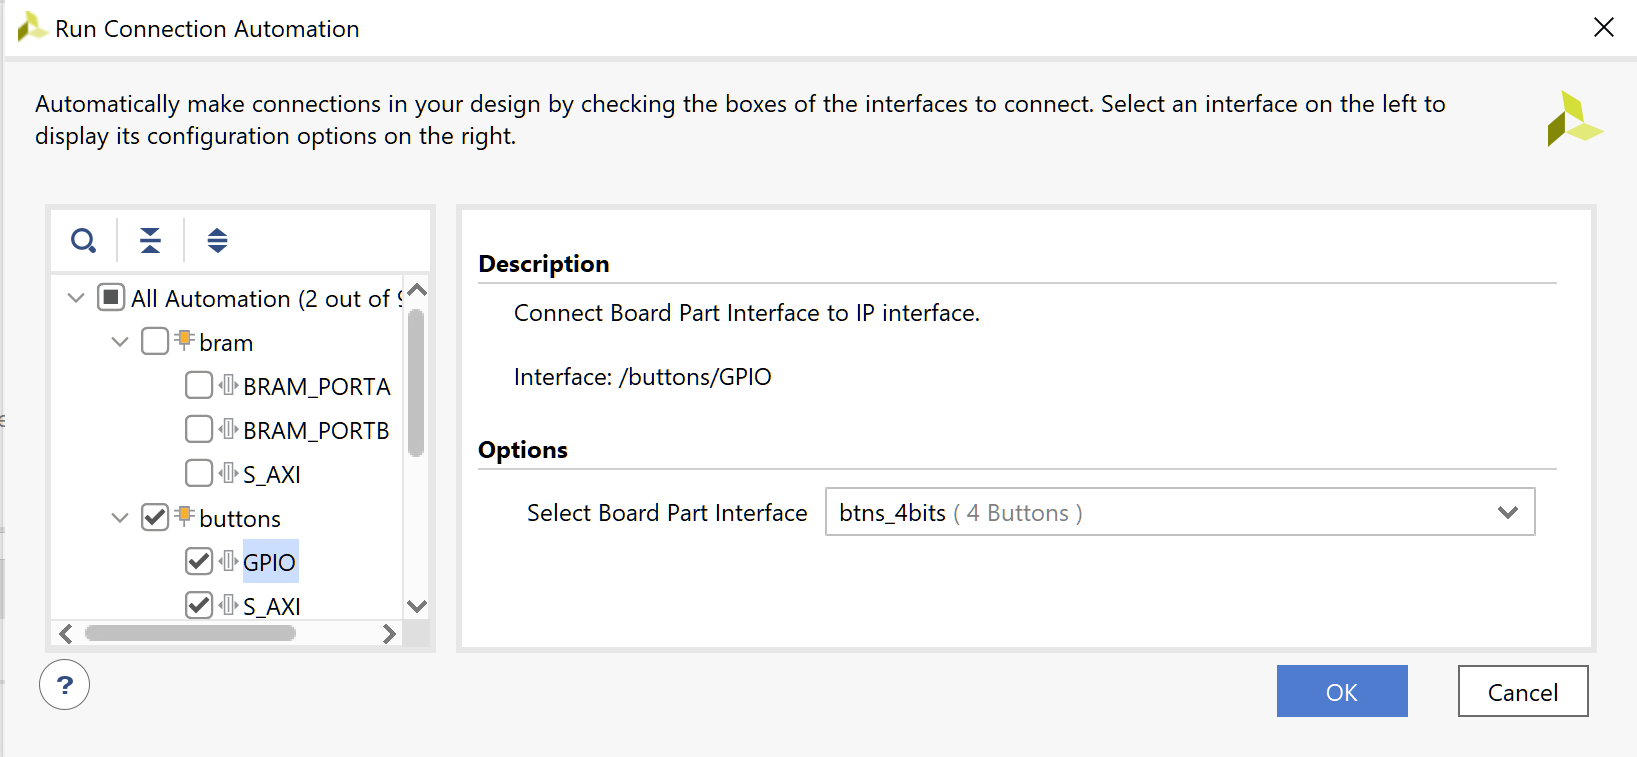 Run Connection Automation
Automatically make connections in your design by checking the boxes of the interfaces to connect. Select an interface on the left to
display its configuration options on the right.
All Automation (2 out of
bram
BRAM_PORTA
BRAM_PORTB
S_AXI
buttons
GPIO
S_AXI
Description
Connect Board Part Interface to IP interface.
Interface: /buttons/GPIO
Options
Select Board Part Interface
btns_4bits ( 4 Buttons )
?
OK
Cancel